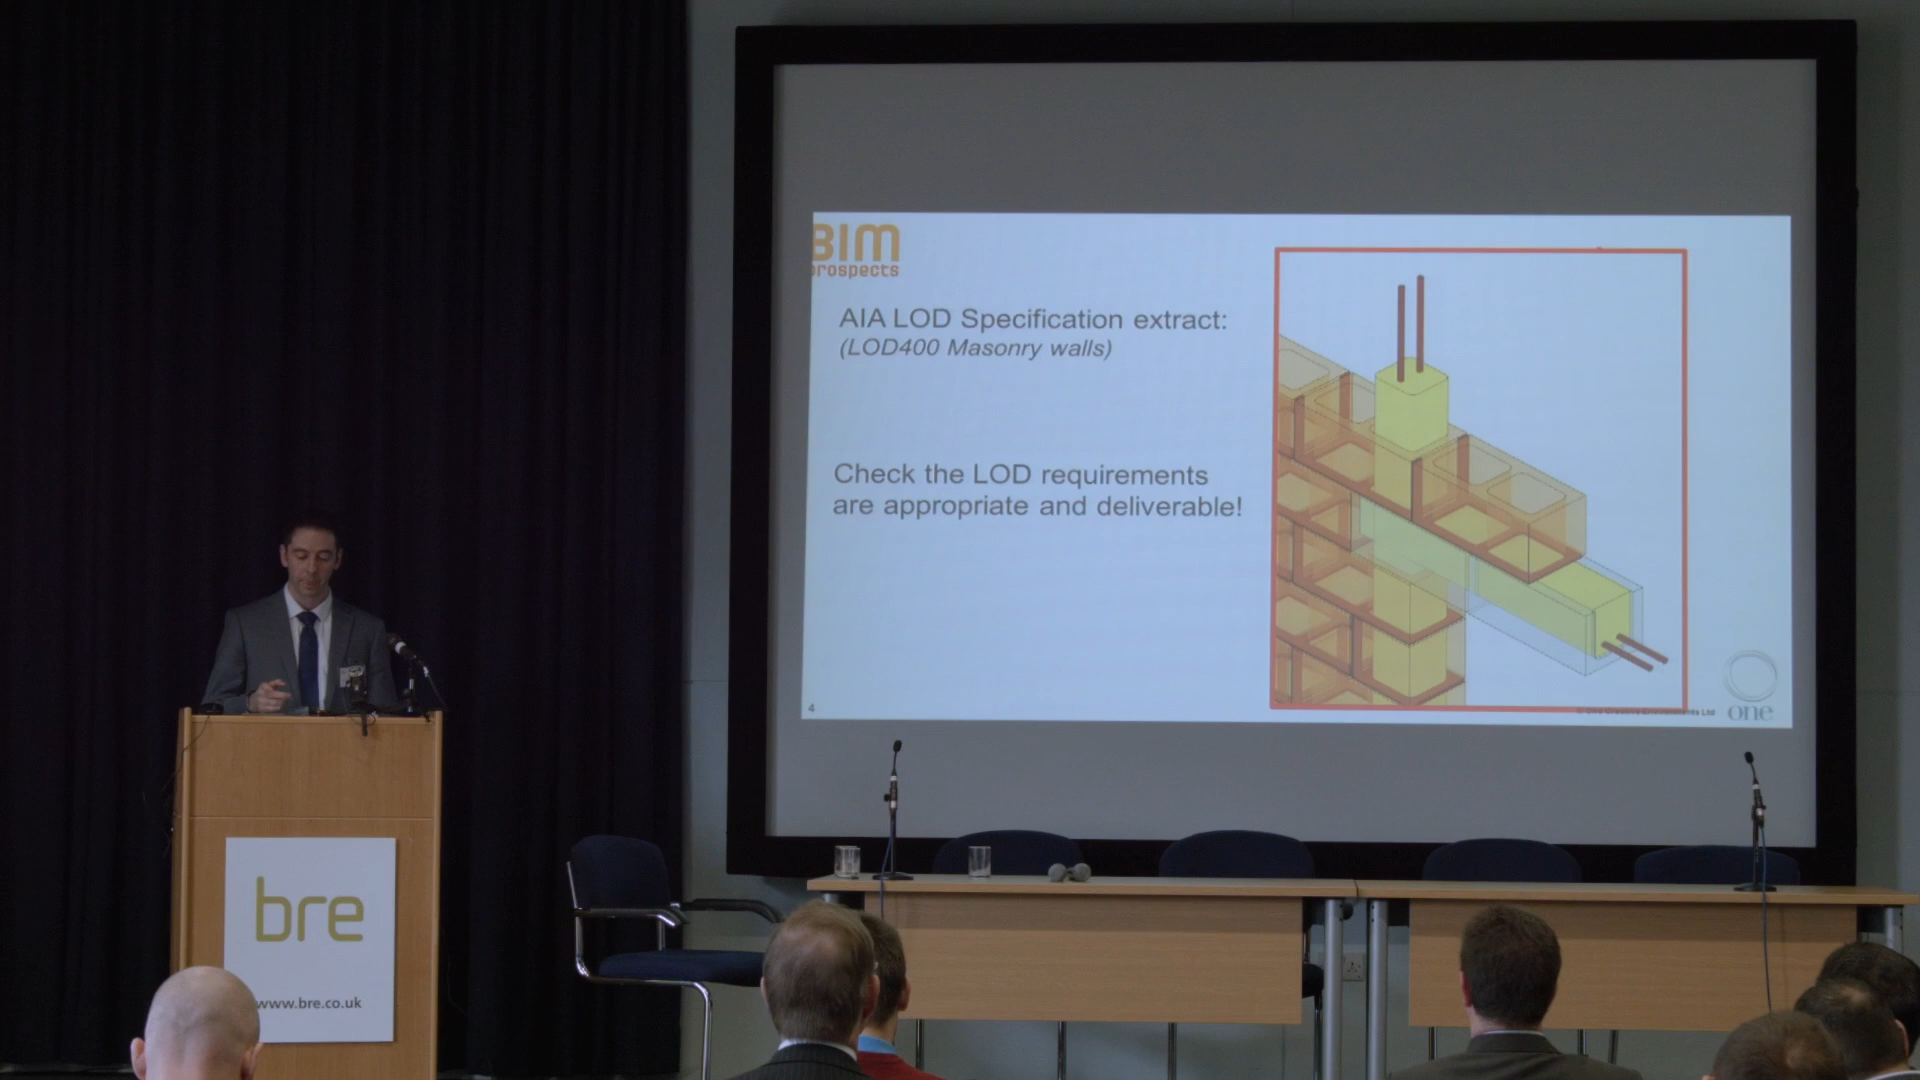 BIM
prospects
AIA LOD Specification extract:
(LOD400 Masonry walls)
Check the LOD requirements
are appropriate and deliverable!
4
one
bre
www.bre.co.uk